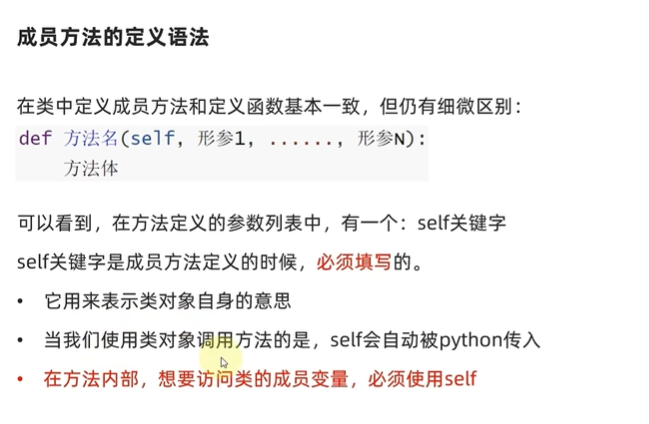 成员方法的定义语法
在类中定义成员方法和定义函数基本一致，但仍有细微区别：
def 方法名(self, 形参1, ......, 形参N):
方法体
可以看到，在方法定义的参数列表中，有一个：self关键字
self关键字是成员方法定义的时候，必须填写的。
• 它用来表示类对象自身的意思
• 当我们使用类对象调用方法的是，self会自动被python传入
• 在方法内部，想要访问类的成员变量，必须使用self